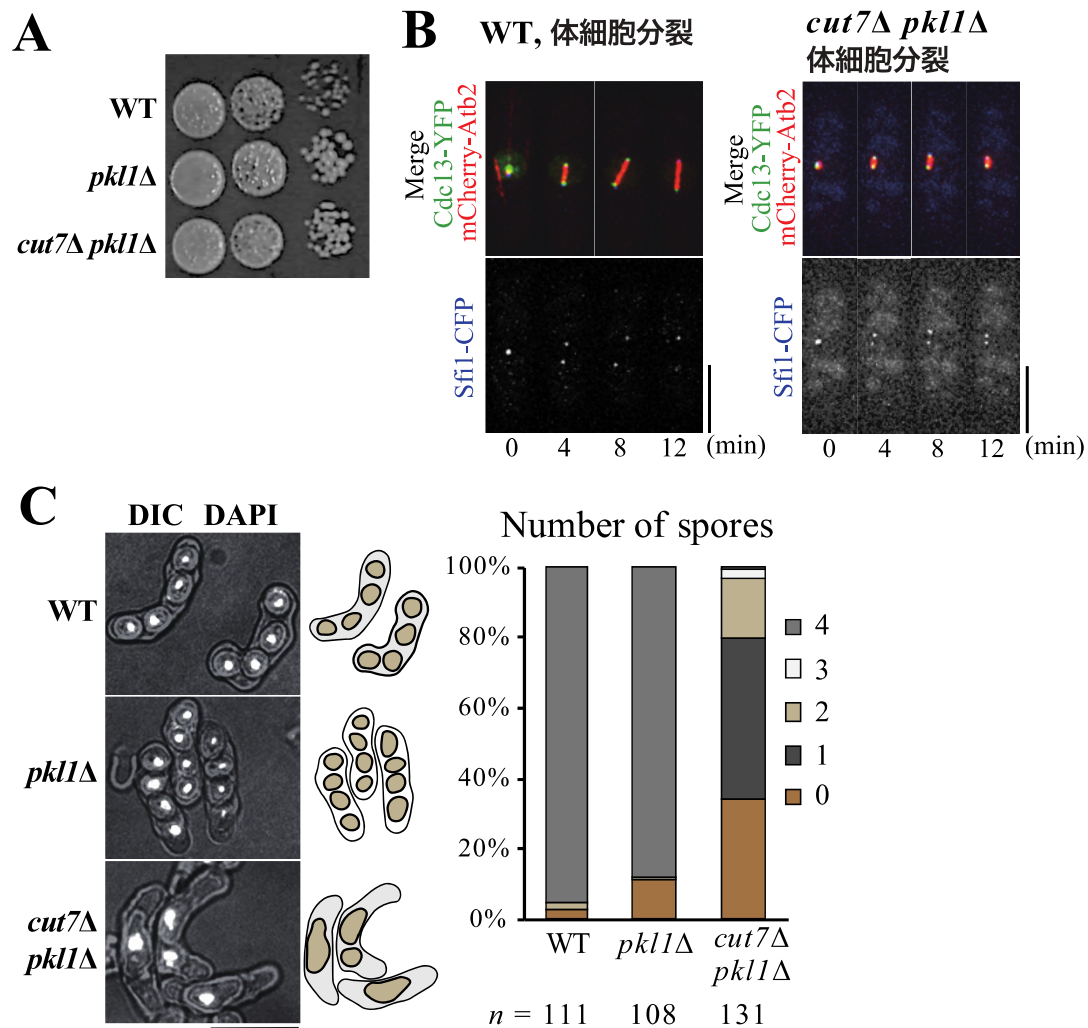 A
WT
pkl1Δ
cut7Δ pkl1Δ
B
WT, 体細胞分裂
Merge
Cdc13-YFP
mCherry-Atb2
Sfi1-CFP
0 4 8 12 (min)
cut7Δ pkl1Δ
体細胞分裂
Merge
Cdc13-YFP
mCherry-Atb2
Sfi1-CFP
0 4 8 12 (min)
C
DIC DAPI
WT
pkl1Δ
cut7Δ
pkl1Δ
Number of spores
100%
80%
60%
40%
20%
0%
WT pkl1Δ cut7Δ
pkl1Δ
n = 111 108 131
4
3
2
1
0